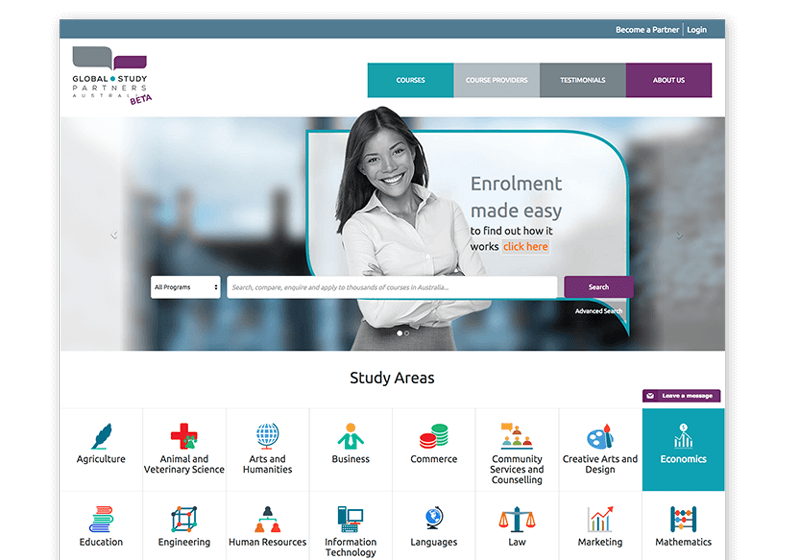 Become a Partner Login
GLOBAL STUDY
PARTNERS
AUSTRALIA
BETA
COURSES COURSE PROVIDERS TESTIMONIALS ABOUT US
Enrolment
made easy
to find out how it
works click here
All Programs Search, compare, enquire and apply to thousands of courses in Australia... Search
Advanced Search
Study Areas
Leave a message
Agriculture
Animal and
Veterinary Science
Arts and
Humanities
Business
Commerce
Community
Services and
Counselling
Creative Arts and
Design
Economics
Education
Engineering
Human Resources
Information
Technology
Languages
Law
Marketing
Mathematics